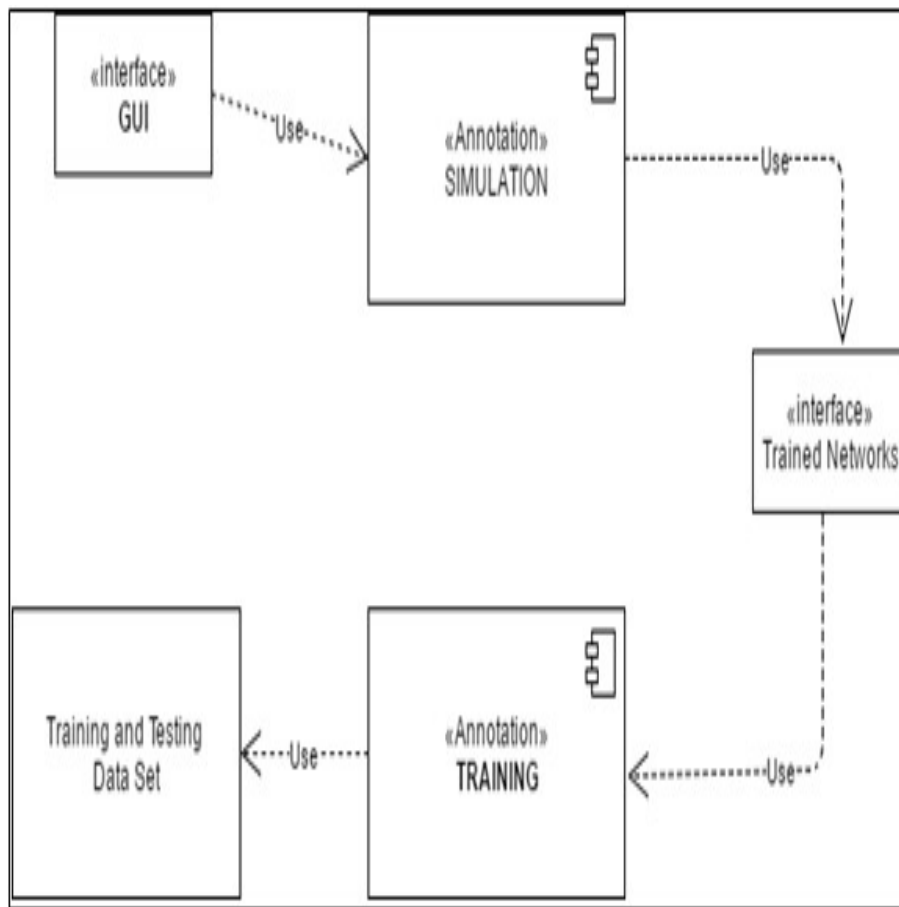 «interface»
GUI
Use
«Annotation»
SIMULATION
Use
«interface»
Trained Networks
Training and Testing
Data Set
Use
«Annotation»
TRAINING
Use